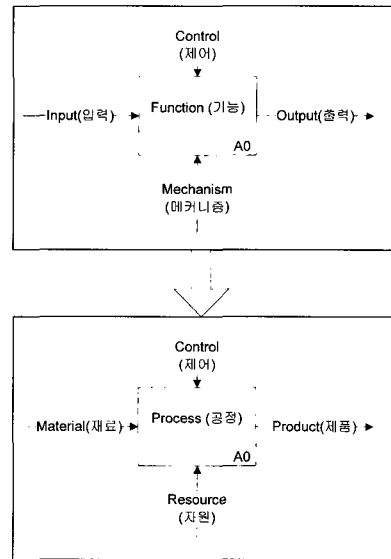 Control
(제어)
Input(입력)
Function (기능)
Output(출력)
A0
Mechanism
(메커니즘)
Control
(제어)
Material(재료)
Process (공정)
Product(제품)
A0
Resource
(자원)